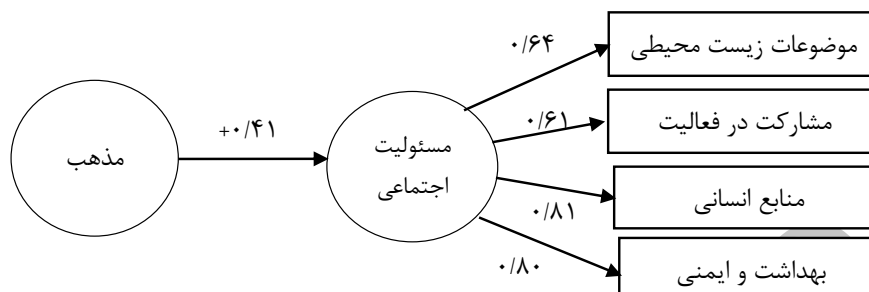 موضوعات زیست محیطی
۰/۶۴
مشارکت در فعالیت
۰/۶۱
+۰/۴۱
مسئولیت
اجتماعی
مذهب
منابع انسانی
۰/۸۱
بهداشت و ایمنی
۰/۸۰